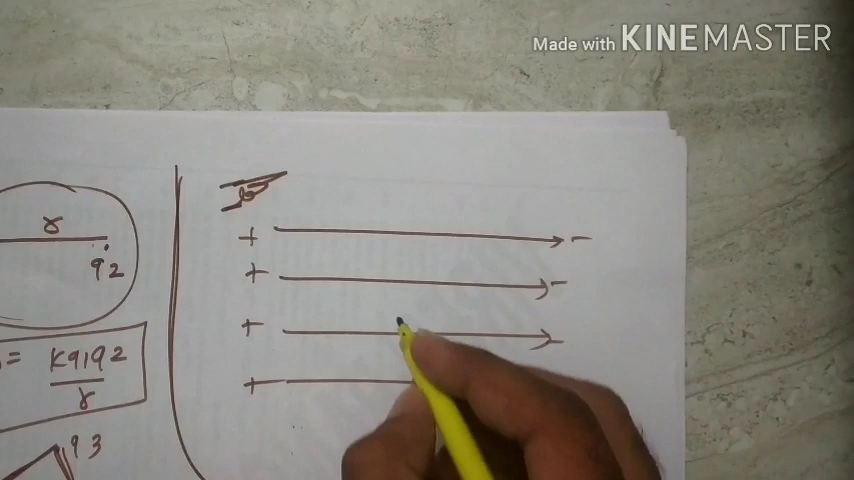 Made with KINEMASTER
r
q2
= Kq1q2
r
q3
+ -
+ -
+ -
+